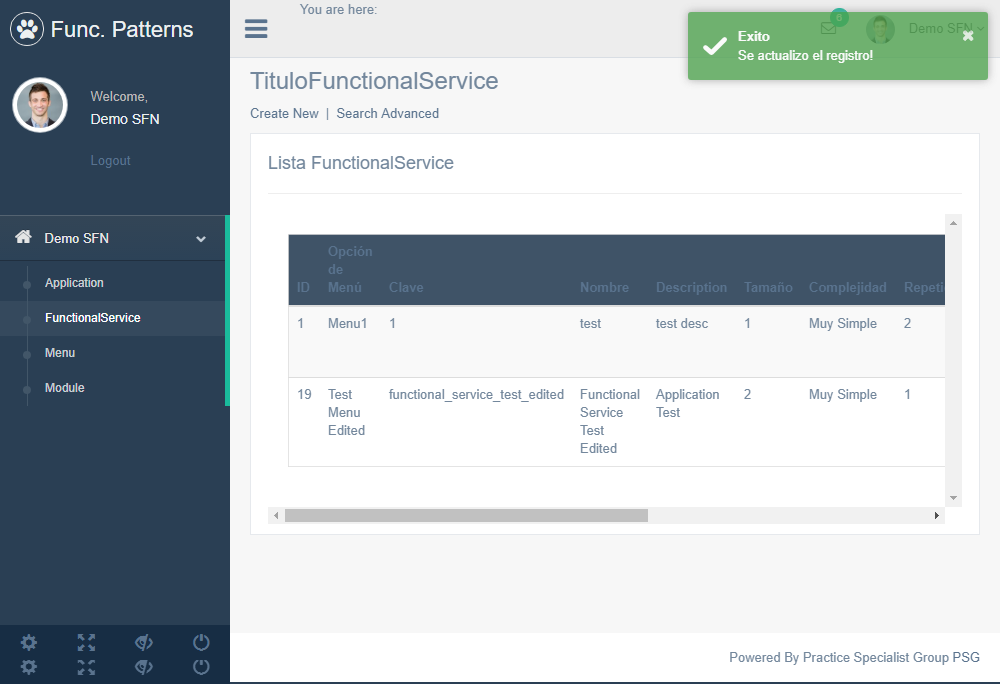 Func. Patterns
Welcome,
Demo SFN
Logout
Demo SFN
Application
FunctionalService
Menu
Module
You are here:
6
Demo SFN
Exito
Se actualizo el registro!
TituloFunctionalService
Create New | Search Advanced
Lista FunctionalService
ID Opción de Menú Clave Nombre Description Tamaño Complejidad Repeti
1 Menu1 1 test test desc 1 Muy Simple 2
19 Test Menu Edited functional_service_test_edited Functional Service Test Edited Application Test 2 Muy Simple 1
Powered By Practice Specialist Group PSG